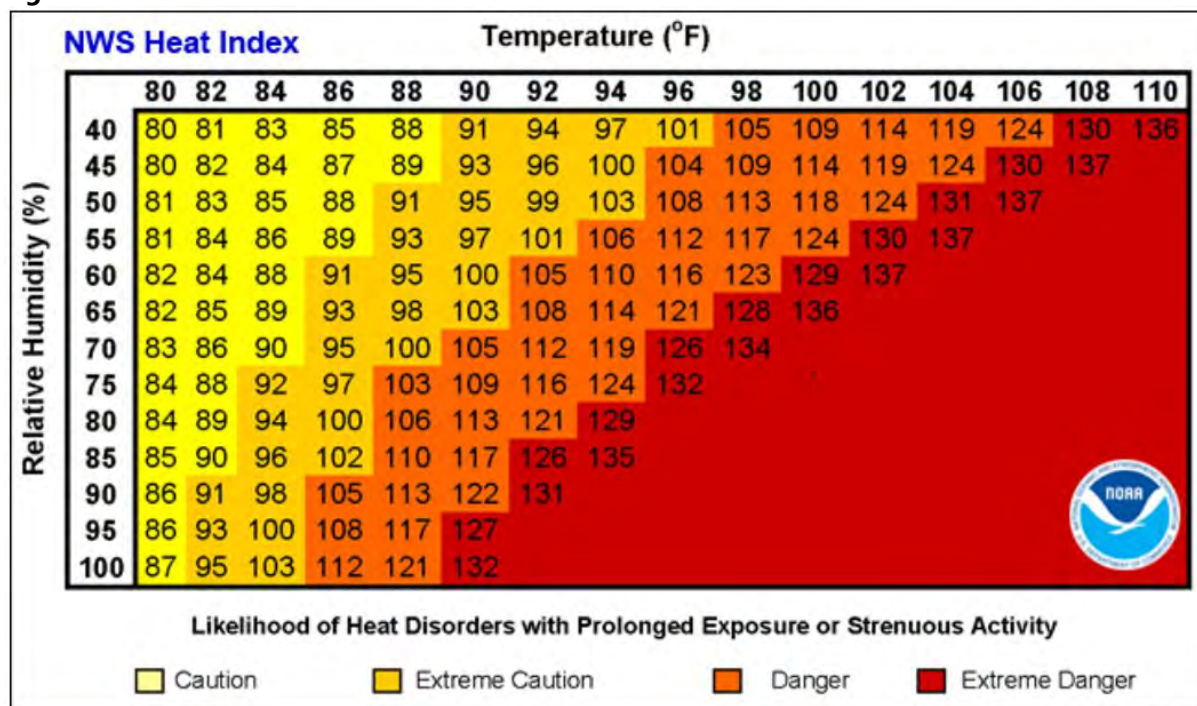 NWS Heat Index
Temperature (°F)
80 82 84 86 88 90 92 94 96 98 100 102 104 106 108 110
Relative Humidity (%)
40 80 81 83 85 88 91 94 97 101 105 109 114 119 124 130 136
45 80 82 84 87 89 93 96 100 104 109 114 119 124 130 137
50 81 83 85 88 91 95 99 103 108 113 118 124 131 137
55 81 84 86 89 93 97 101 106 112 117 124 130 137
60 82 84 88 91 95 100 105 110 116 123 129 137
65 82 85 89 93 98 103 108 114 121 128 136
70 83 86 90 95 100 105 112 119 126 134
75 84 88 92 97 103 109 116 124 132
80 84 89 94 100 106 113 121 129
85 85 90 96 102 110 117 126 135
90 86 91 98 105 113 122 131
95 86 93 100 108 117 127
100 87 95 103 112 121 132
NOAA
Likelihood of Heat Disorders with Prolonged Exposure or Strenuous Activity
Caution Extreme Caution Danger Extreme Danger